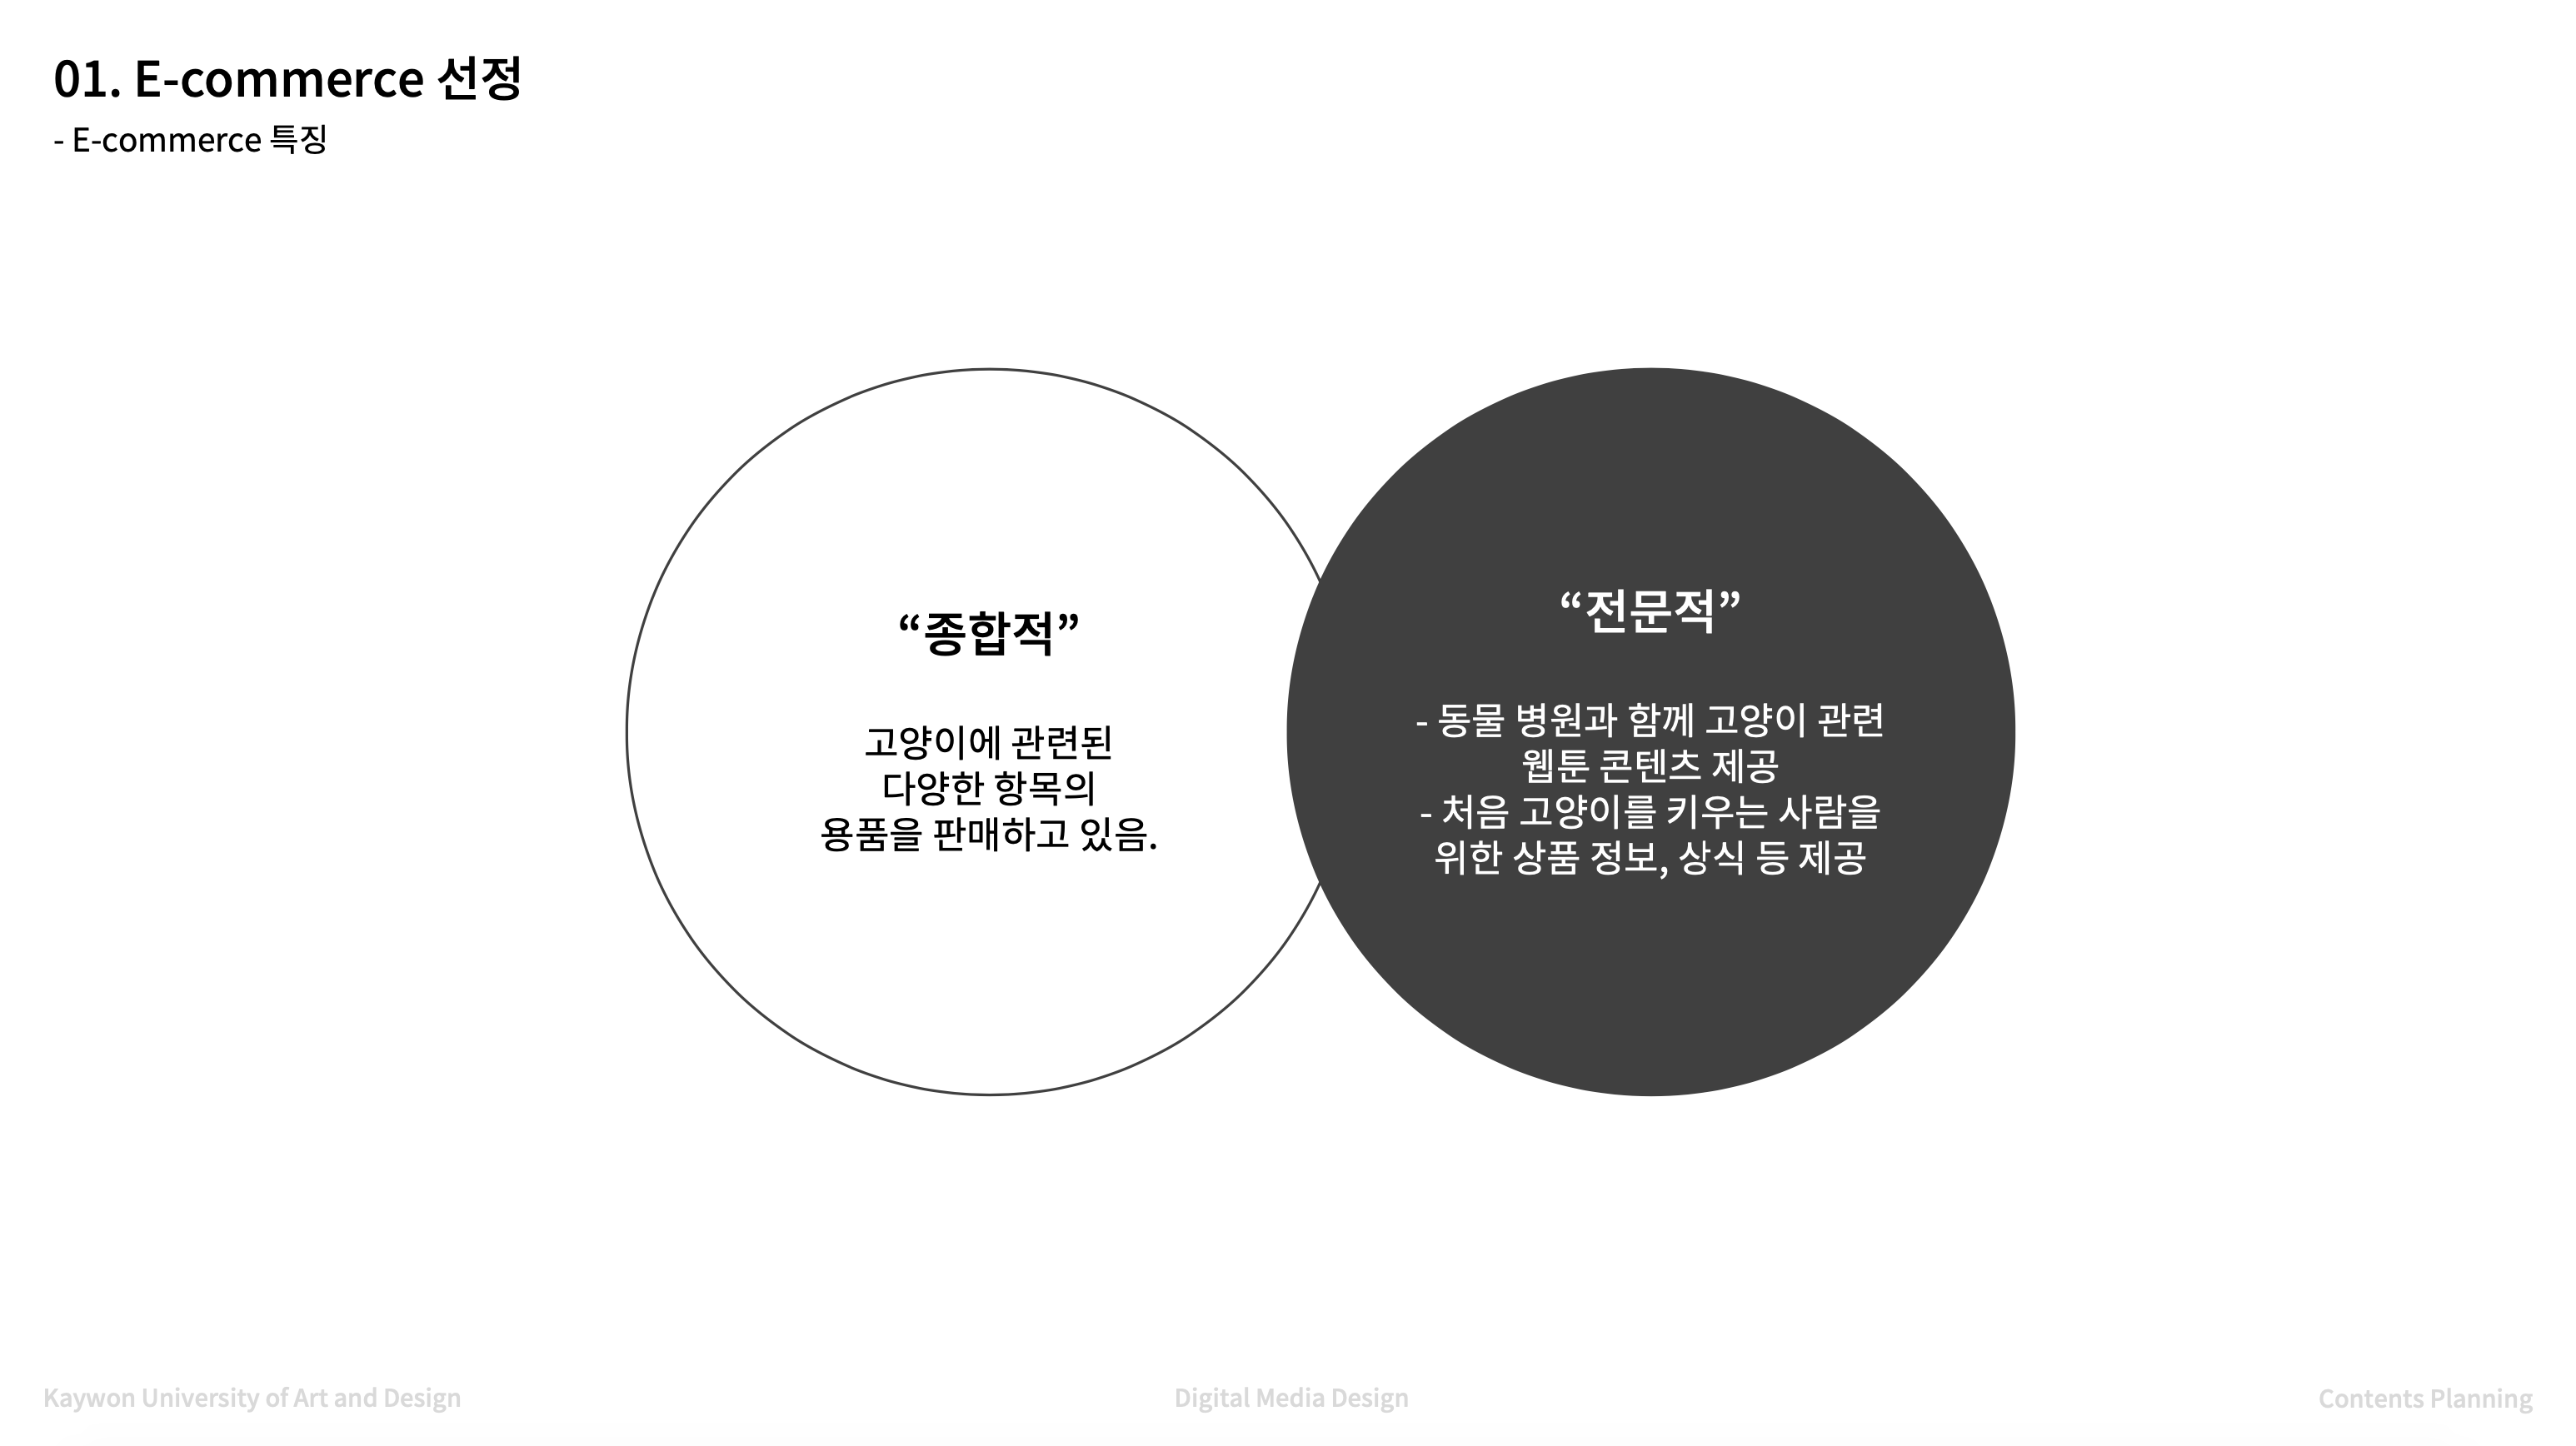 01. E-commerce 선정
- E-commerce 특징
“종합적”
고양이에 관련된
다양한 항목의
용품을 판매하고 있음.
“전문적”
- 동물 병원과 함께 고양이 관련
웹툰 콘텐츠 제공
- 처음 고양이를 키우는 사람을
위한 상품 정보, 상식 등 제공
Kaywon University of Art and Design
Digital Media Design
Contents Planning